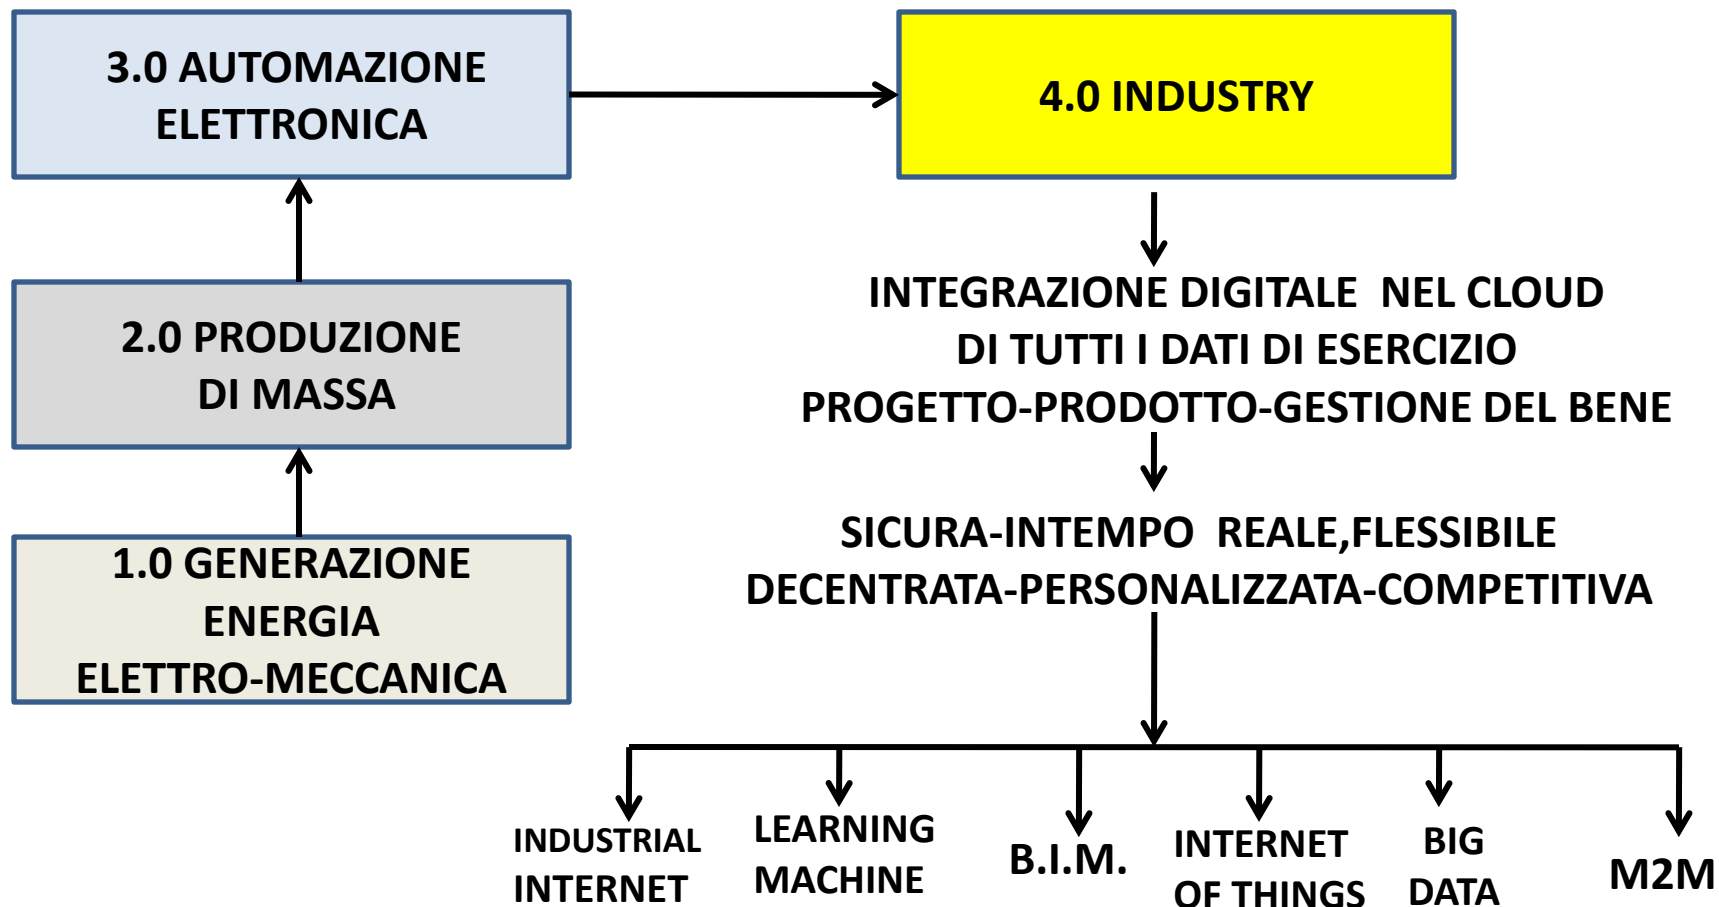 3.0 AUTOMAZIONE
ELETTRONICA
4.0 INDUSTRY
2.0 PRODUZIONE
DI MASSA
1.0 GENERAZIONE
ENERGIA
ELETTRO-MECCANICA
INTEGRAZIONE DIGITALE  NEL CLOUD
DI TUTTI I DATI DI ESERCIZIO
PROGETTO-PRODOTTO-GESTIONE DEL BENE
SICURA-INTEMPO  REALE,FLESSIBILE
DECENTRATA-PERSONALIZZATA-COMPETITIVA
INDUSTRIAL
INTERNET
LEARNING
MACHINE
B.I.M.
INTERNET
OF THINGS
BIG
DATA
M2M